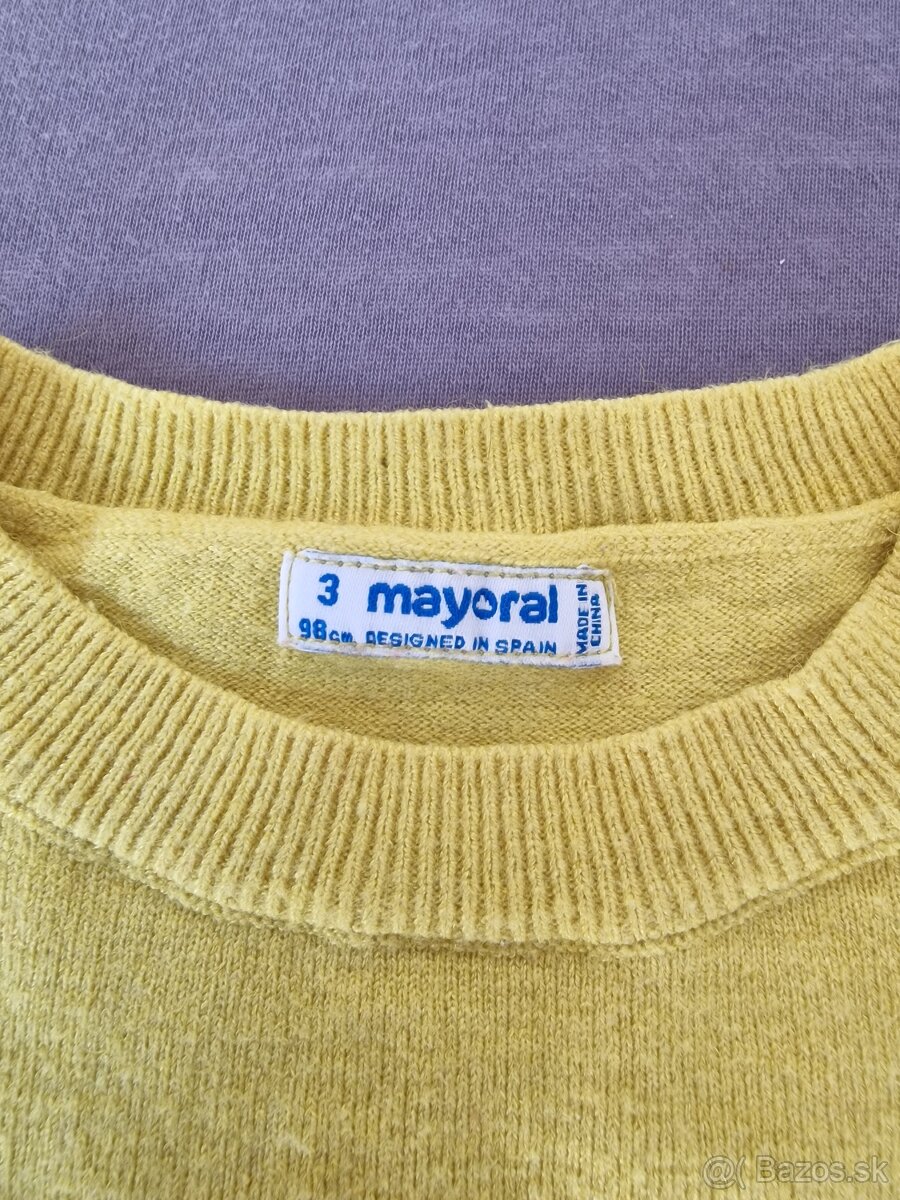 3 mayoral
98cm DESIGNED IN SPAIN
MADE IN
CHINA
@( Bazos.sk